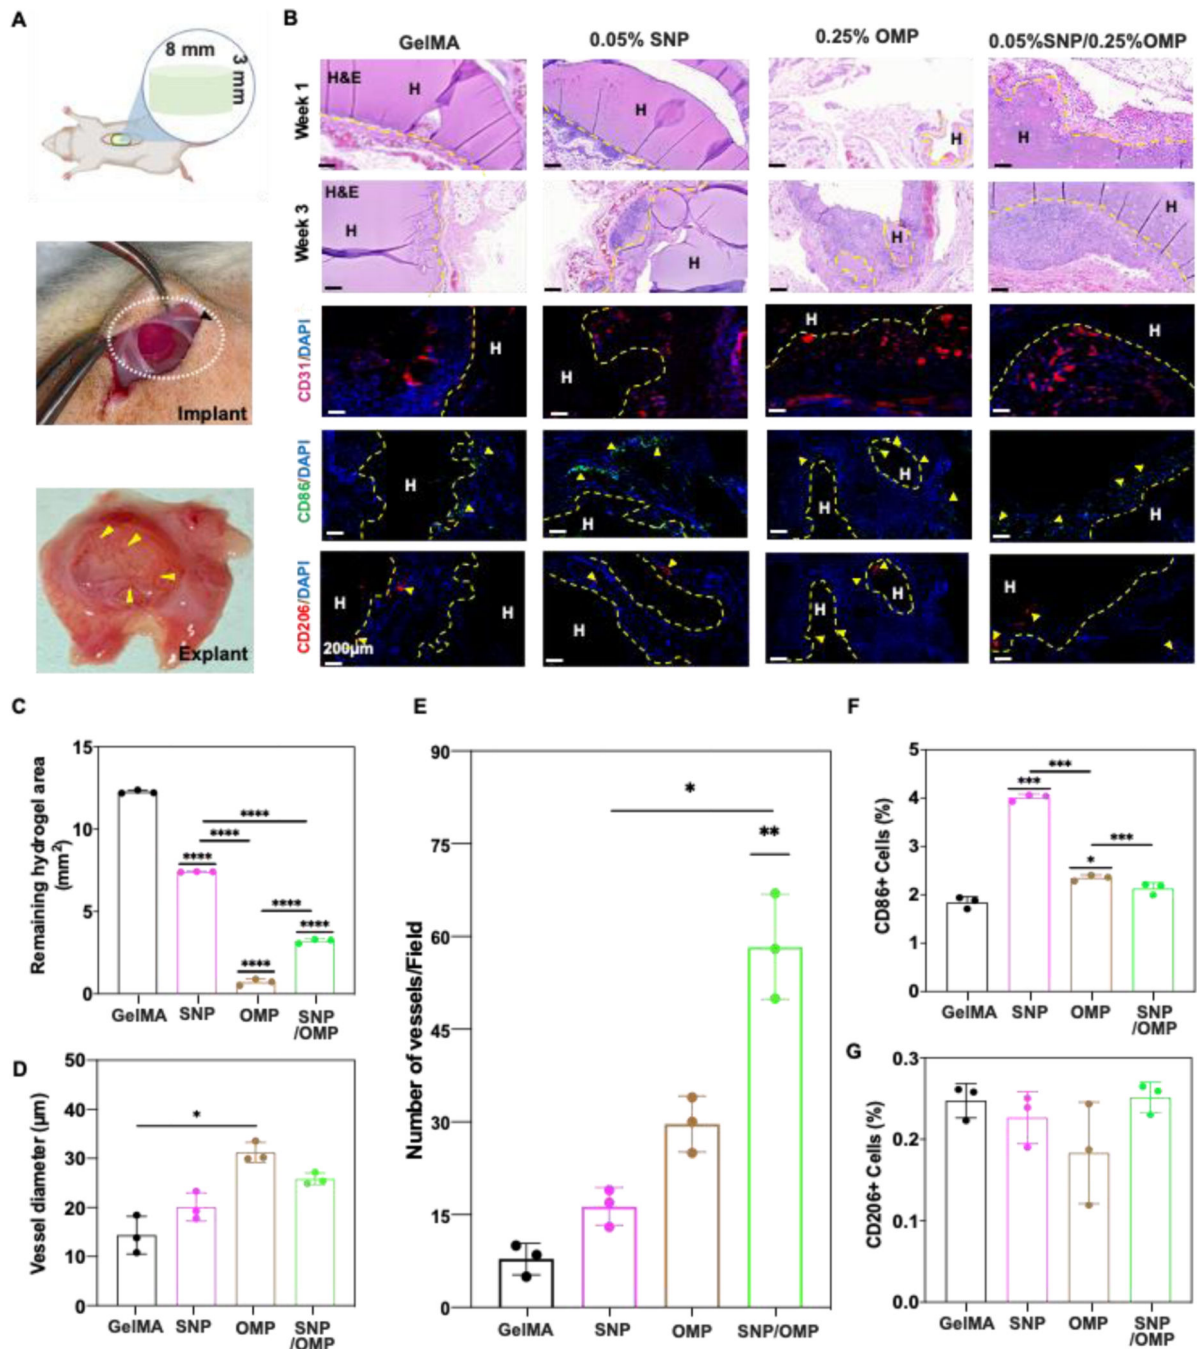 A
8 mm
3 mm
Implant
Explant
B
GelMA
0.05% SNP
0.25% OMP
0.05%SNP/0.25%OMP
Week 1
H&E
H
H
H
H
Week 3
H&E
H
H
H
H
CD31/DAPI
H
H
H
H
CD86/DAPI
H
H
H
H
H
CD206/DAPI
H
H
H
H
H
H
200µm
C
Remaining hydrogel area
(mm²)
15
10
5
0
****
****
****
****
****
****
GelMA
SNP
OMP
SNP
/OMP
D
Vessel diameter (µm)
50
40
30
20
10
0
*
GelMA
SNP
OMP
SNP
/OMP
E
Number of vessels/Field
90
75
60
45
30
15
0
*
**
GelMA
SNP
OMP
SNP/OMP
F
CD86+ Cells (%)
5
4
3
2
1
0
***
***
*
***
GelMA
SNP
OMP
SNP
/OMP
G
CD206+ Cells (%)
0.3
0.2
0.1
0.0
GelMA
SNP
OMP
SNP
/OMP